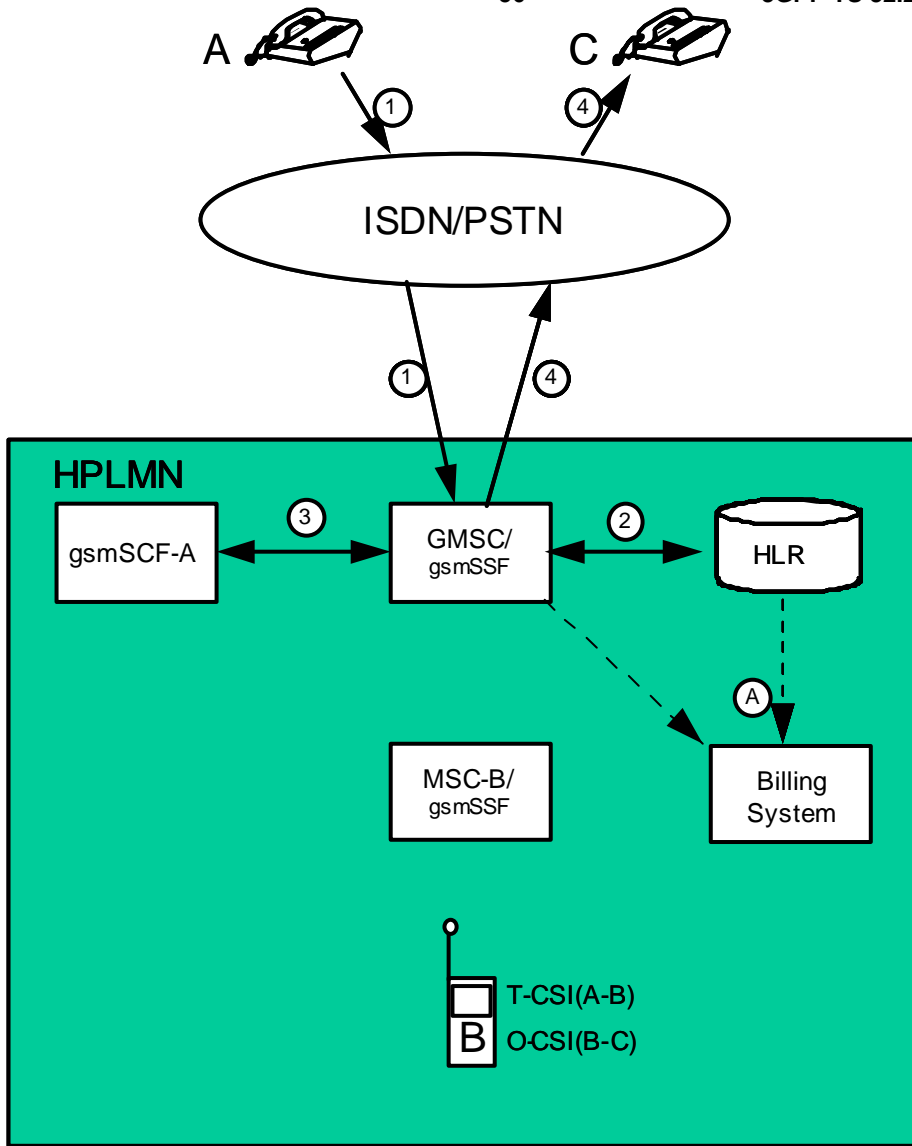 A
C
1
4
ISDN/PSTN
1
4
HPLMN
gsmSCF-A
3
GMSC/
gsmSSF
2
HLR
A
MSC-B/
gsmSSF
Billing
System
T-CSI(A-B)
B
O-CSI(B-C)